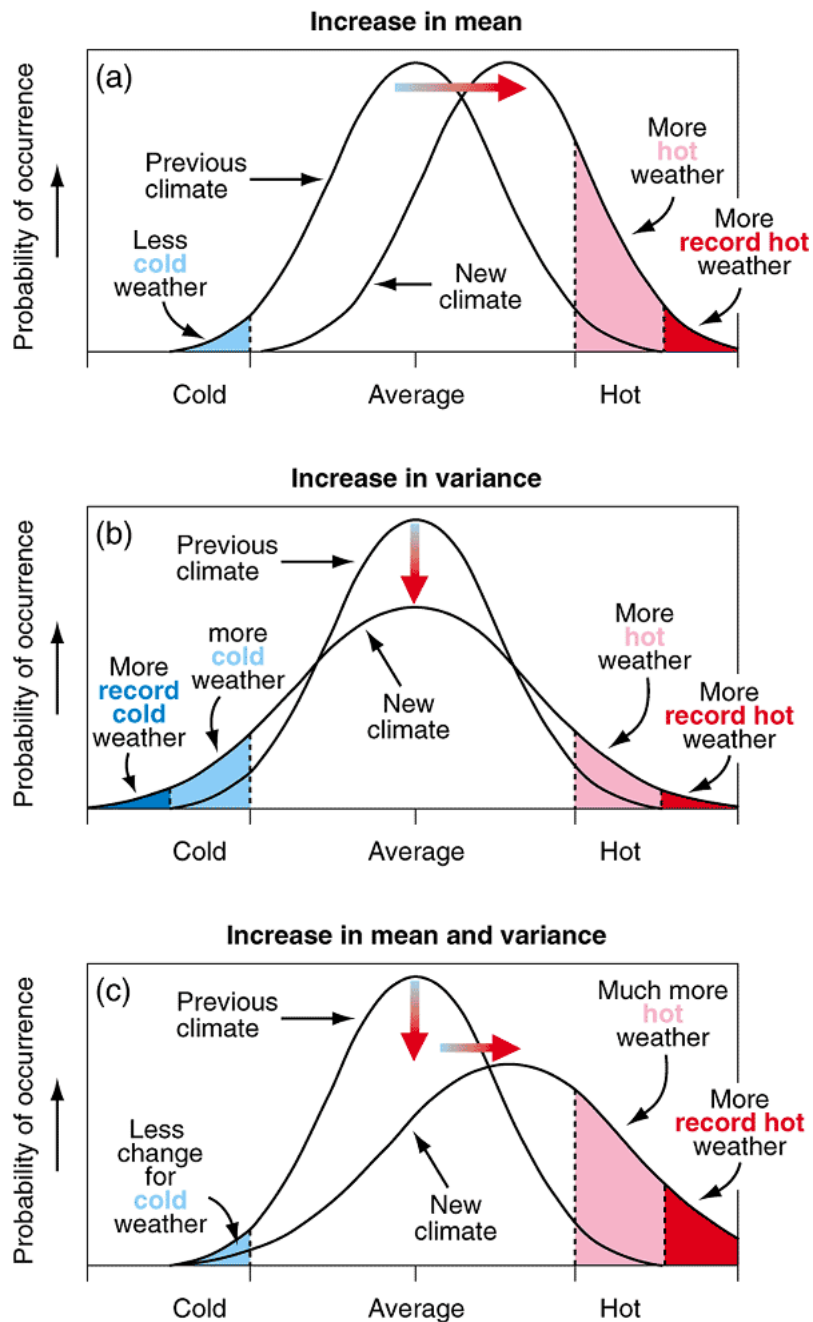 Increase in mean
(a)
Probability of occurrence
Previous
climate
Less
cold
weather
New
climate
More
hot
weather
More
record hot
weather
Cold
Average
Hot
Increase in variance
(b)
Probability of occurrence
Previous
climate
more
cold
weather
More
record
cold
weather
New
climate
More
hot
weather
More
record hot
weather
Cold
Average
Hot
Increase in mean and variance
(c)
Probability of occurrence
Previous
climate
Less
change
for
cold
weather
New
climate
Much more
hot
weather
More
record hot
weather
Cold
Average
Hot